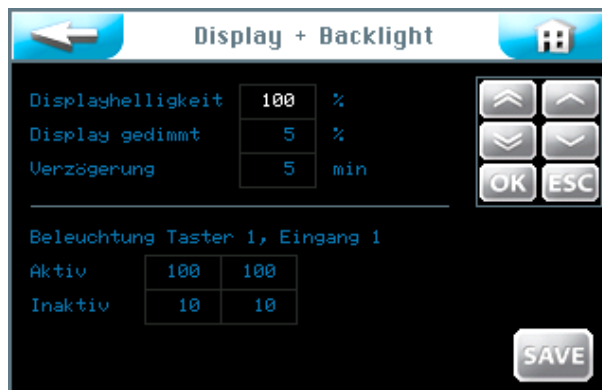 Display + Backlight
Displayhelligkeit 100 %
Display gedimmt 5 %
Verzögerung 5 min
OK ESC
Beleuchtung Taster 1, Eingang 1
Aktiv 100 100
Inaktiv 10 10
SAVE